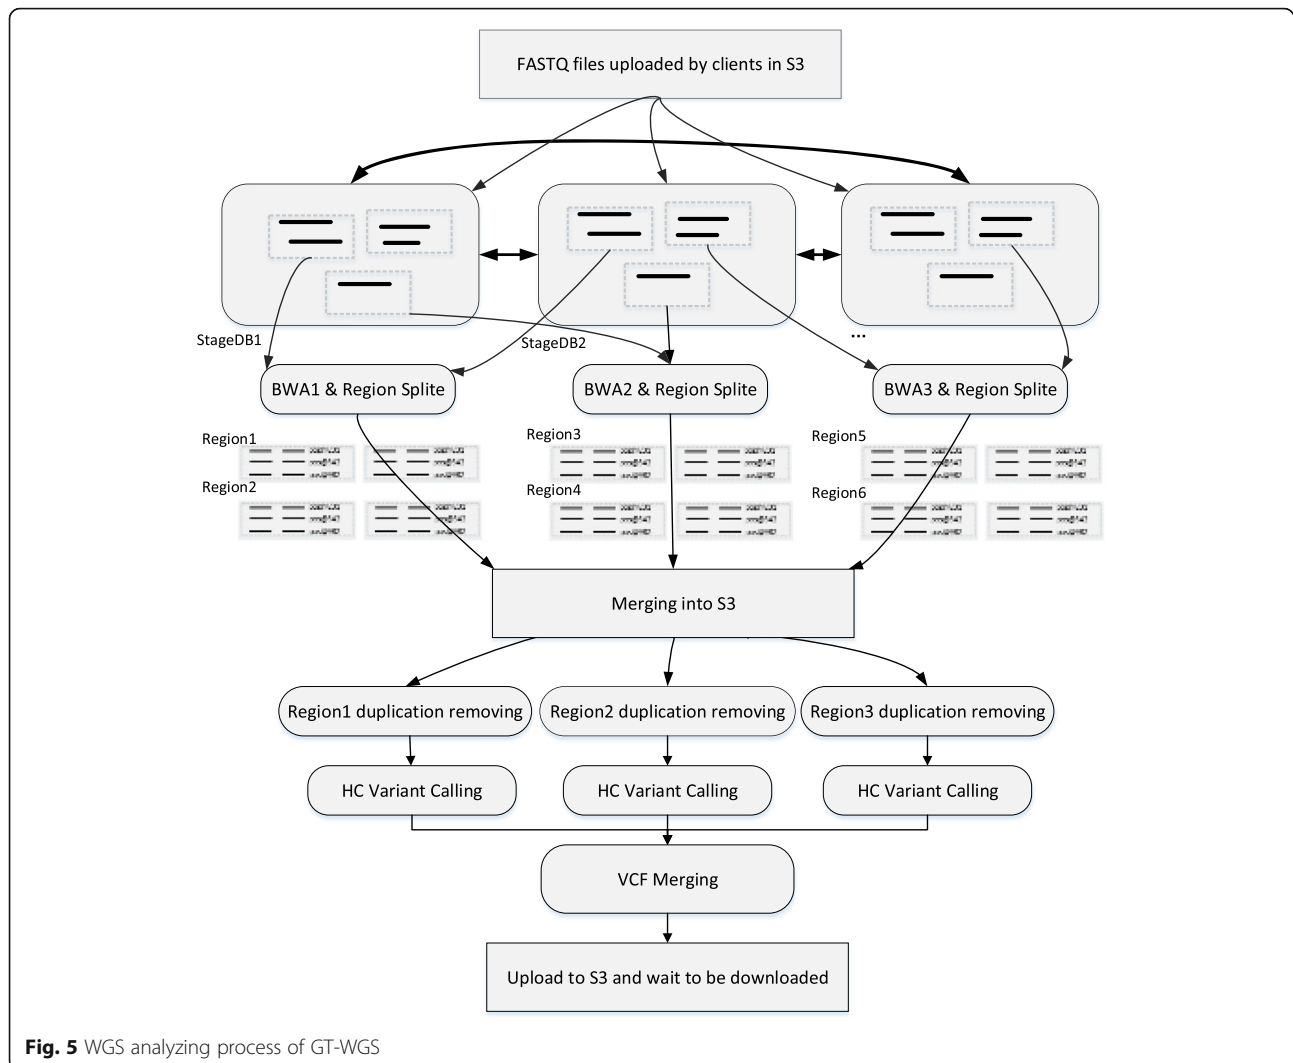 FASTQ files uploaded by clients in S3
...
StageDB1
StageDB2
BWA1 & Region Splite
BWA2 & Region Splite
BWA3 & Region Splite
Region1
Region3
Region5
Region2
Region4
Region6
Merging into S3
Region1 duplication removing
Region2 duplication removing
Region3 duplication removing
HC Variant Calling
HC Variant Calling
HC Variant Calling
VCF Merging
Upload to S3 and wait to be downloaded
Fig. 5 WGS analyzing process of GT-WGS